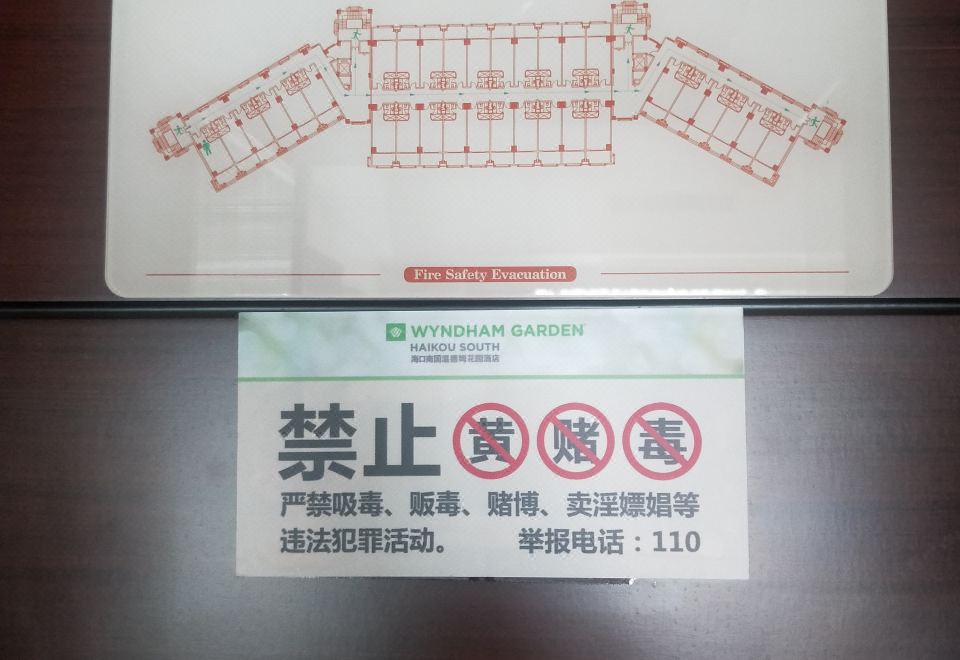 Fire Safety Evacuation
WYNDHAM GARDEN
HAIKOU SOUTH
海口南国温德姆花园酒店
禁止 黄 赌 毒
严禁吸毒、贩毒、赌博、卖淫嫖娼等
违法犯罪活动。 举报电话：110